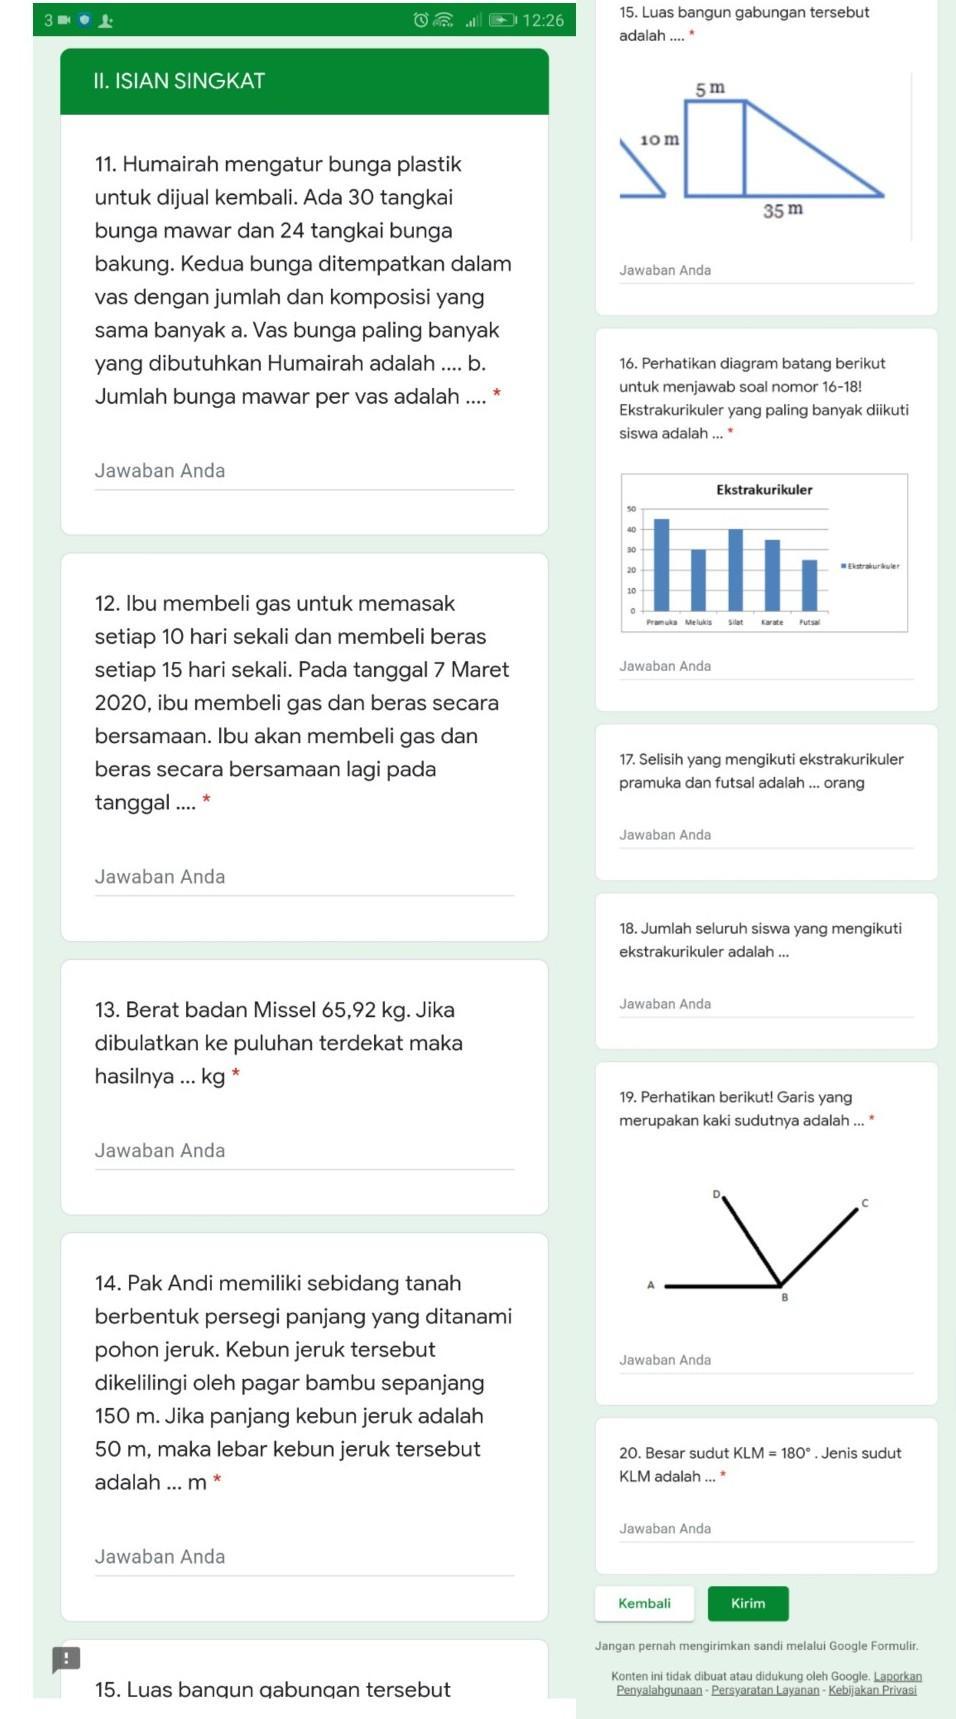 3
12:26
II. ISIAN SINGKAT
11. Humairah mengatur bunga plastik
untuk dijual kembali. Ada 30 tangkai
bunga mawar dan 24 tangkai bunga
bakung. Kedua bunga ditempatkan dalam
vas dengan jumlah dan komposisi yang
sama banyak a. Vas bunga paling banyak
yang dibutuhkan Humairah adalah .... b.
Jumlah bunga mawar per vas adalah .... *
Jawaban Anda
12. Ibu membeli gas untuk memasak
setiap 10 hari sekali dan membeli beras
setiap 15 hari sekali. Pada tanggal 7 Maret
2020, ibu membeli gas dan beras secara
bersamaan. Ibu akan membeli gas dan
beras secara bersamaan lagi pada
tanggal .... *
Jawaban Anda
13. Berat badan Missel 65,92 kg. Jika
dibulatkan ke puluhan terdekat maka
hasilnya ... kg *
Jawaban Anda
14. Pak Andi memiliki sebidang tanah
berbentuk persegi panjang yang ditanami
pohon jeruk. Kebun jeruk tersebut
dikelilingi oleh pagar bambu sepanjang
150 m. Jika panjang kebun jeruk adalah
50 m, maka lebar kebun jeruk tersebut
adalah ... m *
Jawaban Anda
!
15. Luas bangun gabungan tersebut
15. Luas bangun gabungan tersebut
adalah .... *
5 m
10 m
35 m
Jawaban Anda
16. Perhatikan diagram batang berikut
untuk menjawab soal nomor 16-18!
Ekstrakurikuler yang paling banyak diikuti
siswa adalah ... *
Ekstrakurikuler
50
40
30
20
10
0
Pramuka Melukis Silat Karate Futsal
Ekstrakurikuler
Jawaban Anda
17. Selisih yang mengikuti ekstrakurikuler
pramuka dan futsal adalah ... orang
Jawaban Anda
18. Jumlah seluruh siswa yang mengikuti
ekstrakurikuler adalah ...
Jawaban Anda
19. Perhatikan berikut! Garis yang
merupakan kaki sudutnya adalah ... *
D
C
A
B
Jawaban Anda
20. Besar sudut KLM = 180° . Jenis sudut
KLM adalah ... *
Jawaban Anda
Kembali
Kirim
Jangan pernah mengirimkan sandi melalui Google Formulir.
Konten ini tidak dibuat atau didukung oleh Google. Laporkan
Penyalahgunaan - Persyaratan Layanan - Kebijakan Privasi